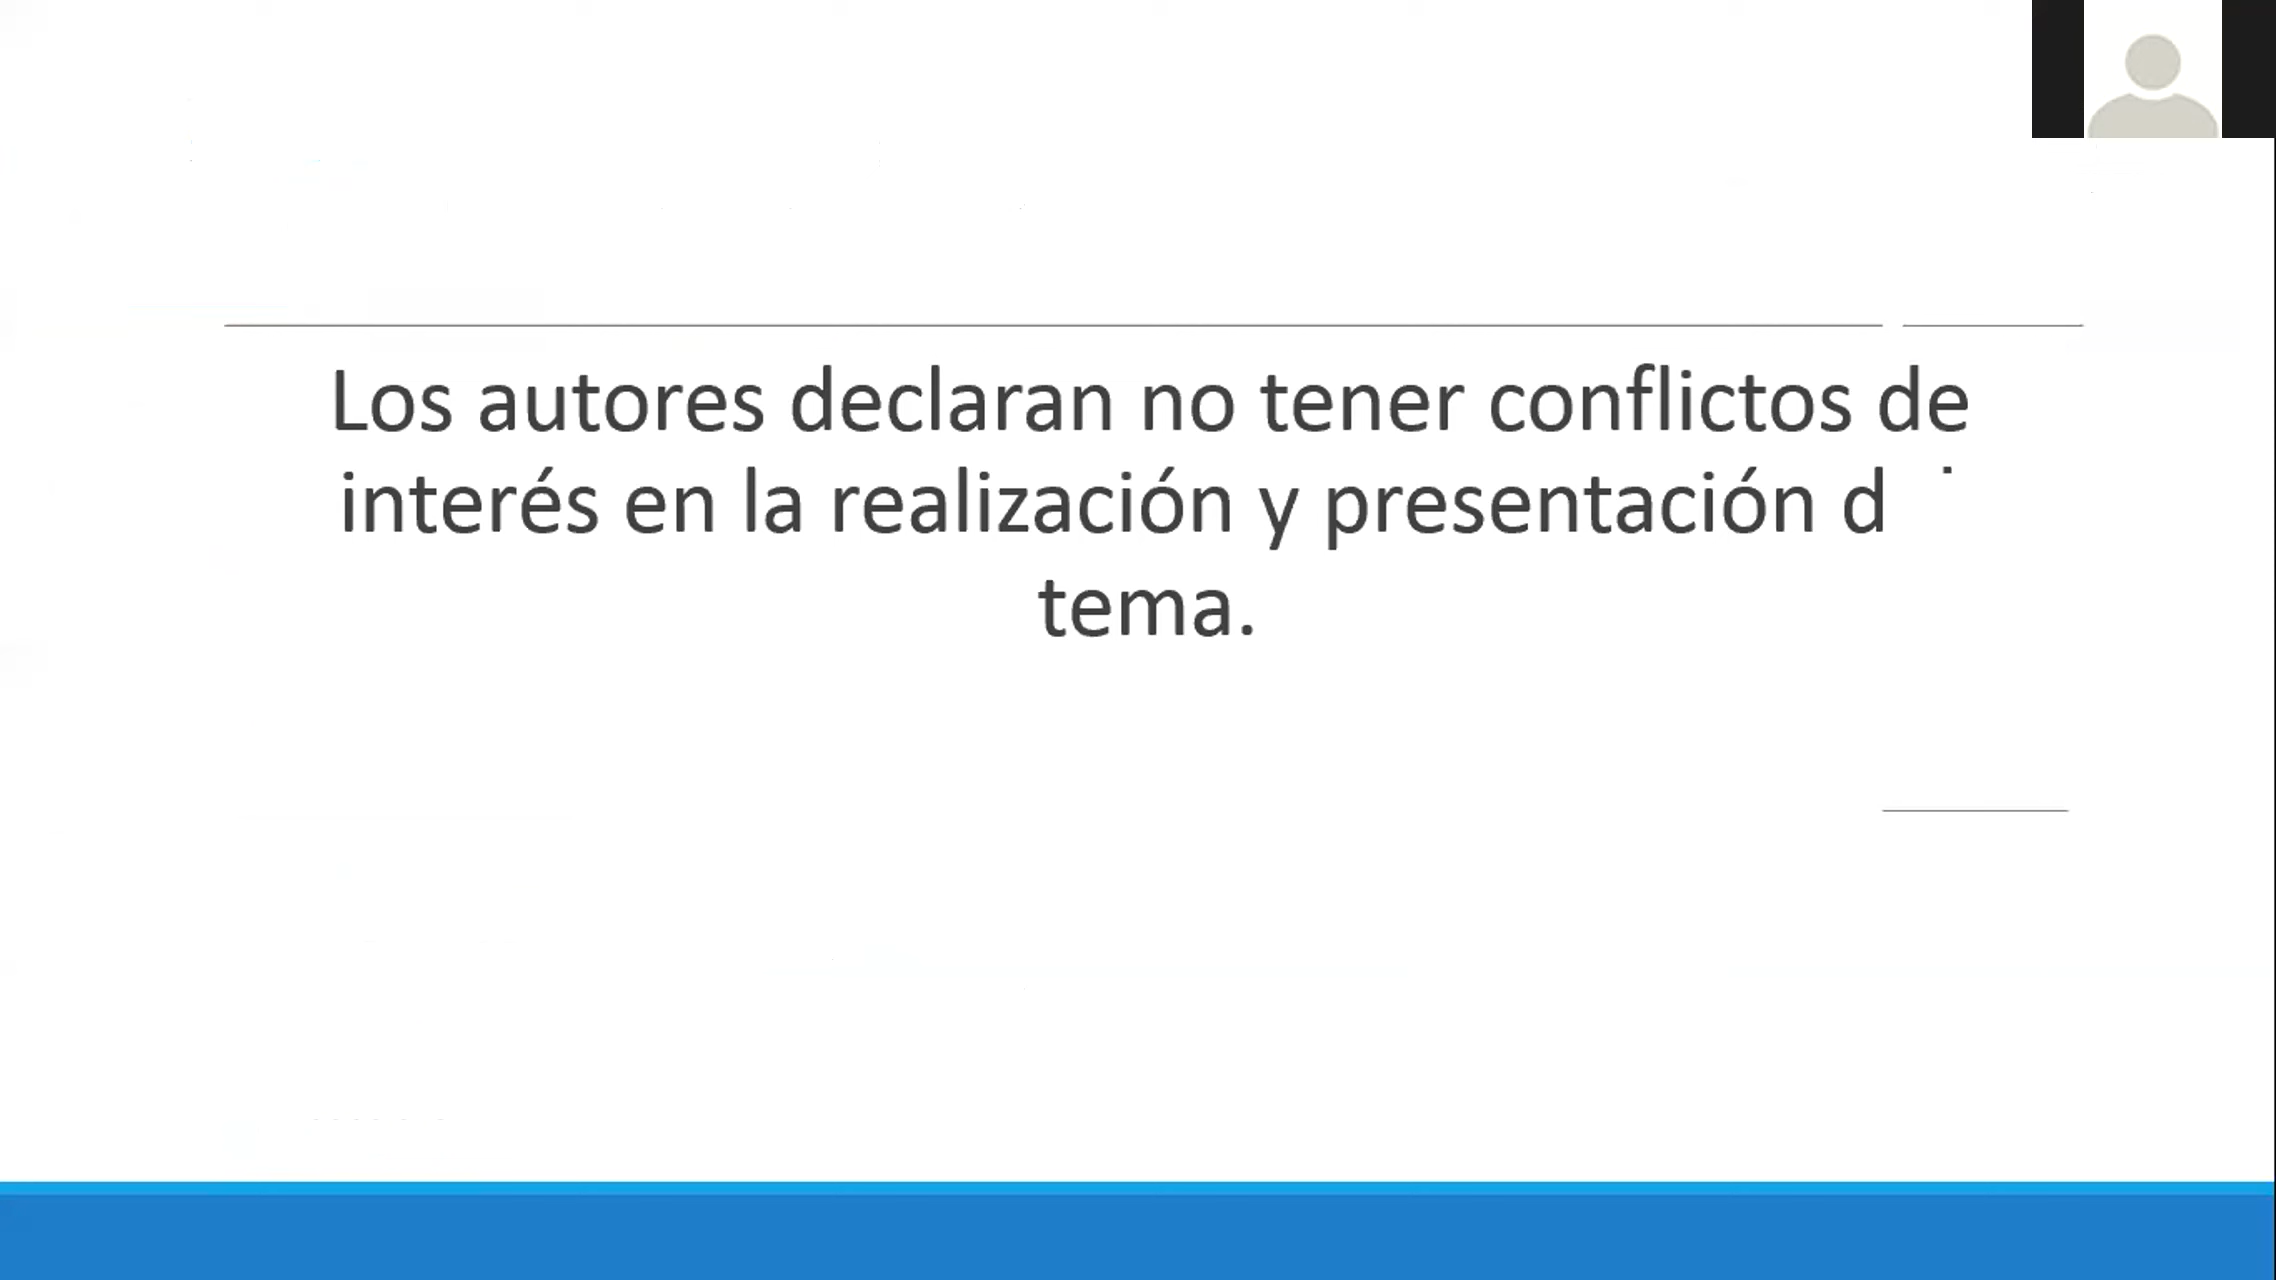 Los autores declaran no tener conflictos de
interés en la realización y presentación d
tema.